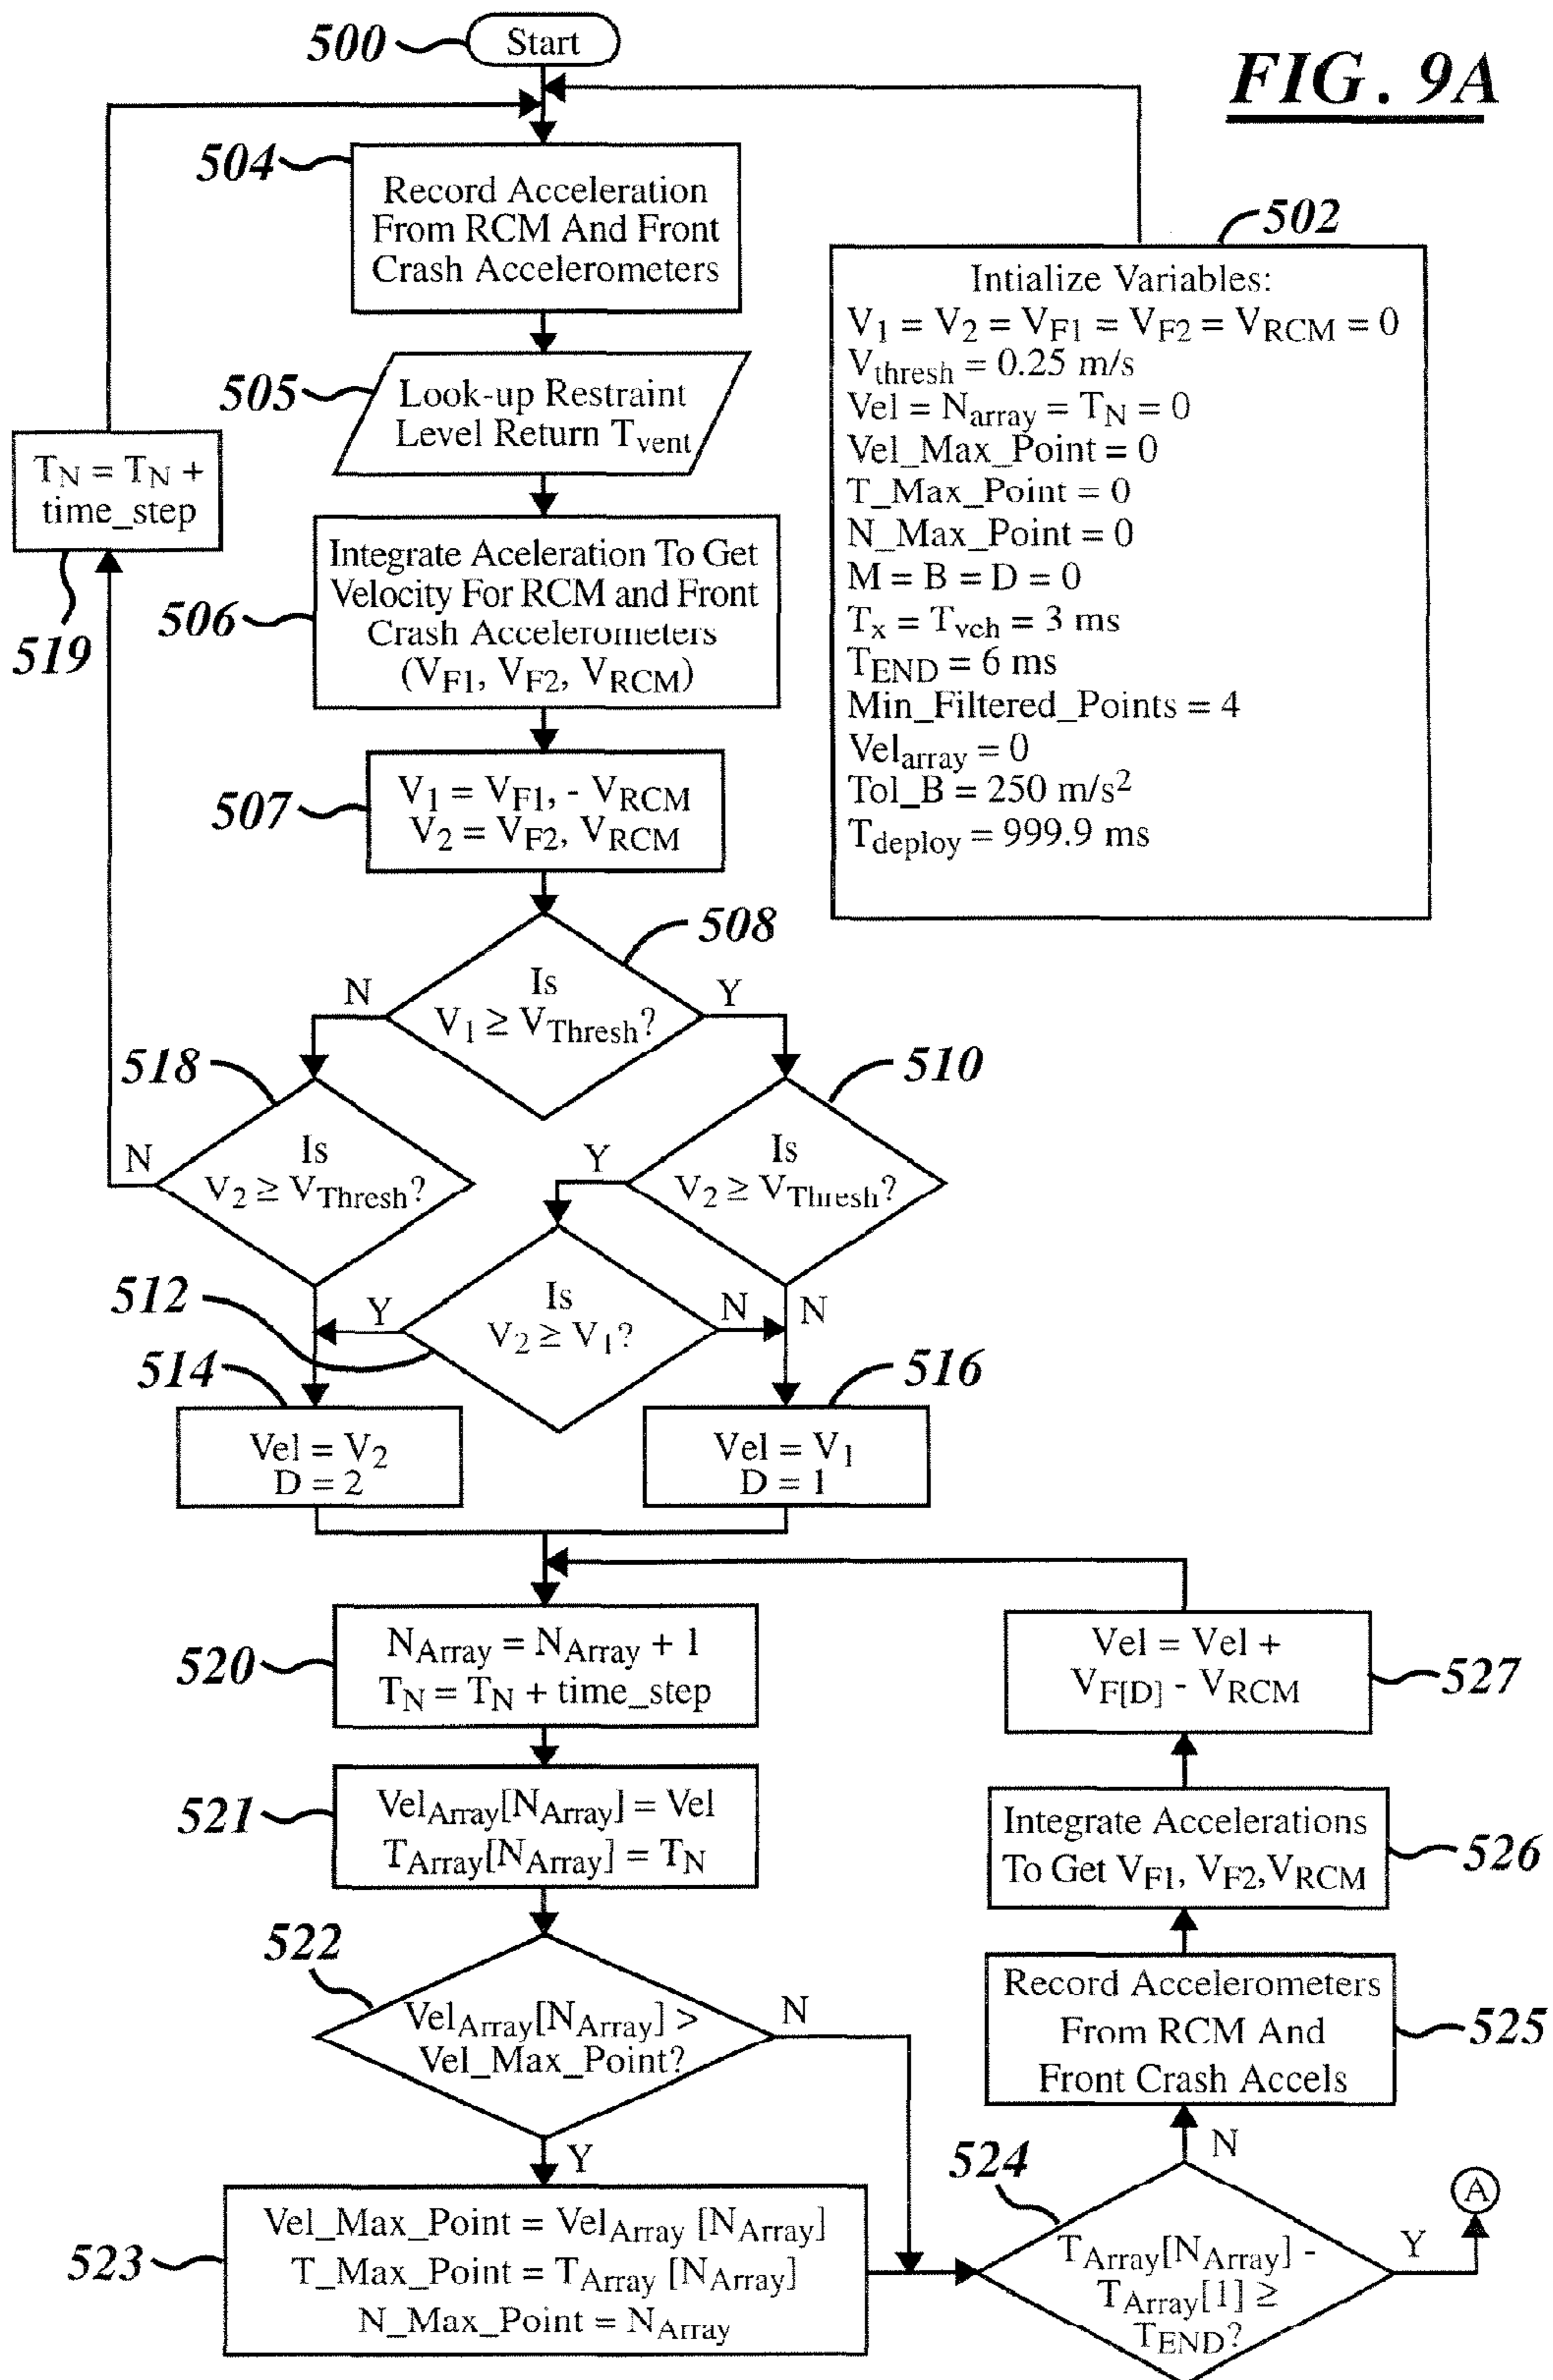 500
Start
FIG. 9A
504
Record Acceleration
From RCM And Front
Crash Accelerometers
502
Intialize Variables:
V1 = V2 = VF1 = VF2 = VRCM = 0
Vthresh = 0.25 m/s
Vel = Narray = TN = 0
Vel_Max_Point = 0
T_Max_Point = 0
N_Max_Point = 0
M = B = D = 0
Tx = Tveh = 3 ms
TEND = 6 ms
Min_Filtered_Points = 4
Velarray = 0
Tol_B = 250 m/s2
Tdeploy = 999.9 ms
505
Look-up Restraint
Level Return Tvent
TN = TN +
time_step
519
506
Integrate Aceleration To Get
Velocity For RCM and Front
Crash Accelerometers
(VF1, VF2, VRCM)
507
V1 = VF1, - VRCM
V2 = VF2, VRCM
508
Is
V1 ≥ VThresh?
N
Y
518
Is
V2 ≥ VThresh?
N
510
Is
V2 ≥ VThresh?
Y
N
512
Is
V2 ≥ V1?
Y
N
514
Vel = V2
D = 2
516
Vel = V1
D = 1
520
NArray = NArray + 1
TN = TN + time_step
527
Vel = Vel +
VF[D] - VRCM
521
VelArray[NArray] = Vel
TArray[NArray] = TN
526
Integrate Accelerations
To Get VF1, VF2,VRCM
522
VelArray[NArray] >
Vel_Max_Point?
N
Y
525
Record Accelerometers
From RCM And
Front Crash Accels
523
Vel_Max_Point = VelArray [NArray]
T_Max_Point = TArray [NArray]
N_Max_Point = NArray
524
TArray[NArray] -
TArray[1] ≥
TEND?
N
Y
A